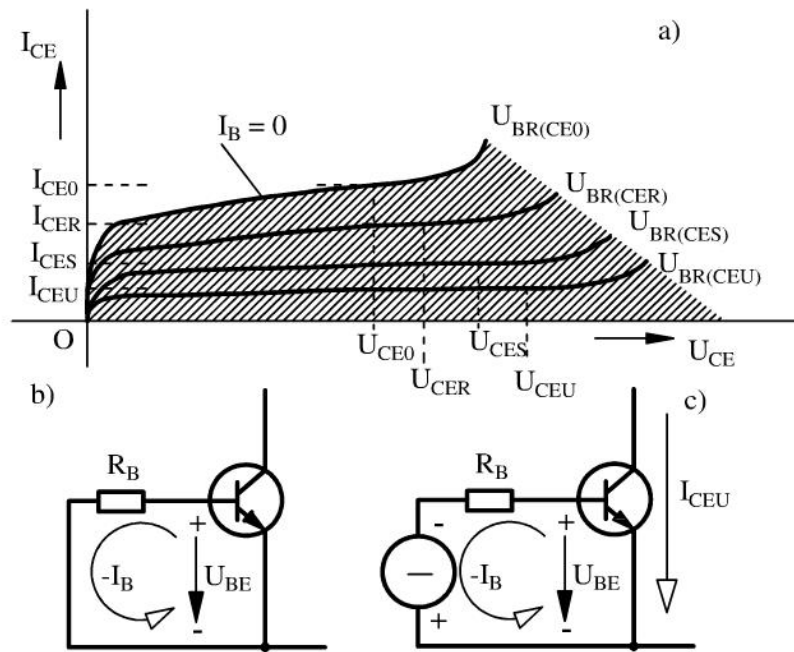 I_CE
a)
I_B = 0
U_BR(CE0)
I_CE0
U_BR(CER)
I_CER
U_BR(CES)
I_CES
U_BR(CEU)
I_CEU
O
U_CE0
U_CES
U_CE
U_CER
U_CEU
b)
c)
R_B
R_B
I_CEU
+
-
+
-I_B
U_BE
-I_B
U_BE
-
+
-